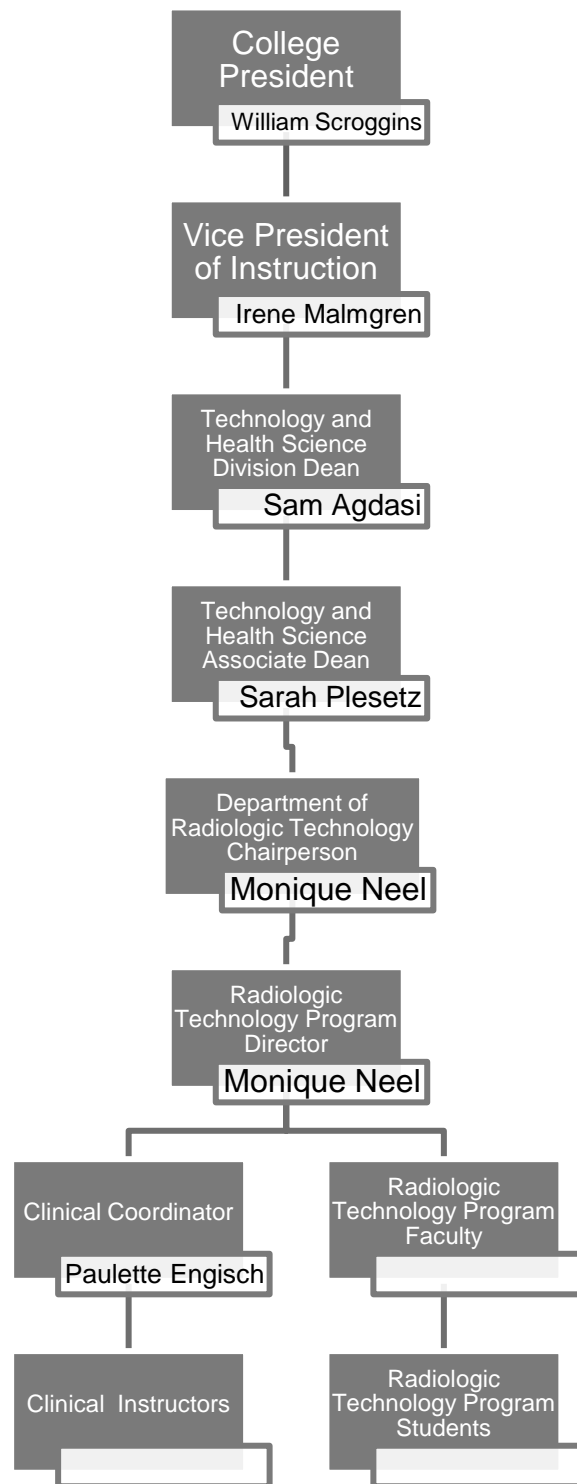 College
President
William Scroggins
Vice President
of Instruction
Irene Malmgren
Technology and
Health Science
Division Dean
Sam Agdasi
Technology and
Health Science
Associate Dean
Sarah Plesetz
Department of
Radiologic Technology
Chairperson
Monique Neel
Radiologic
Technology Program
Director
Monique Neel
Clinical Coordinator
Paulette Engisch
Radiologic
Technology Program
Faculty
Clinical Instructors
Radiologic
Technology Program
Students